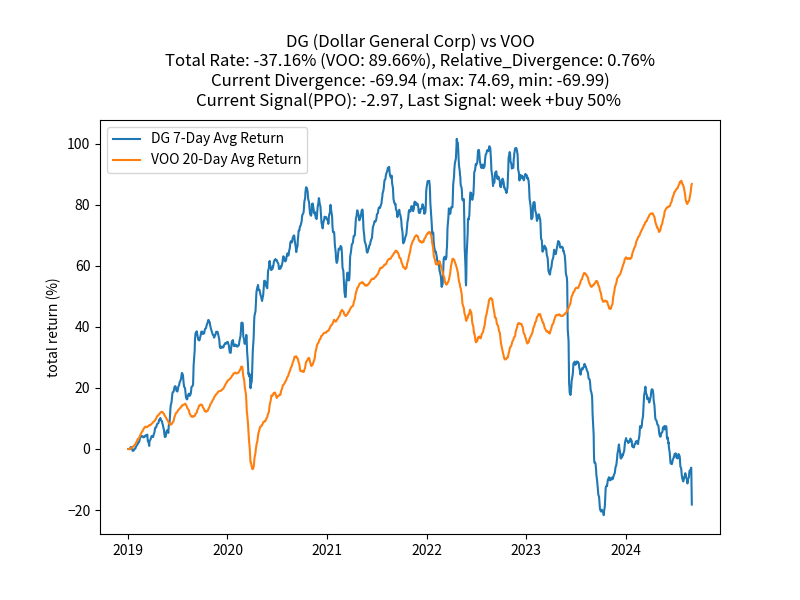 DG (Dollar General Corp) vs VOO
Total Rate: -37.16% (VOO: 89.66%), Relative_Divergence: 0.76%
Current Divergence: -69.94 (max: 74.69, min: -69.99)
Current Signal(PPO): -2.97, Last Signal: week +buy 50%
DG 7-Day Avg Return
VOO 20-Day Avg Return
total return (%)
100
80
60
40
20
0
−20
2019 2020 2021 2022 2023 2024